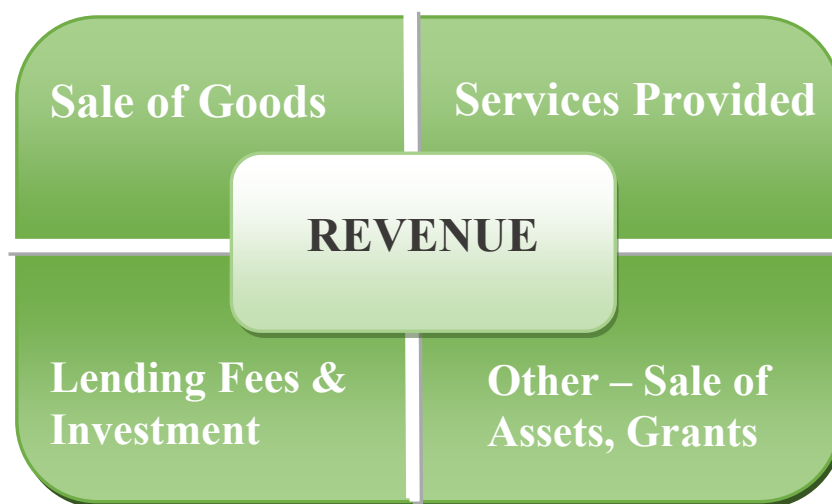 Sale of Goods
Services Provided
REVENUE
Lending Fees &
Investment
Other – Sale of
Assets, Grants